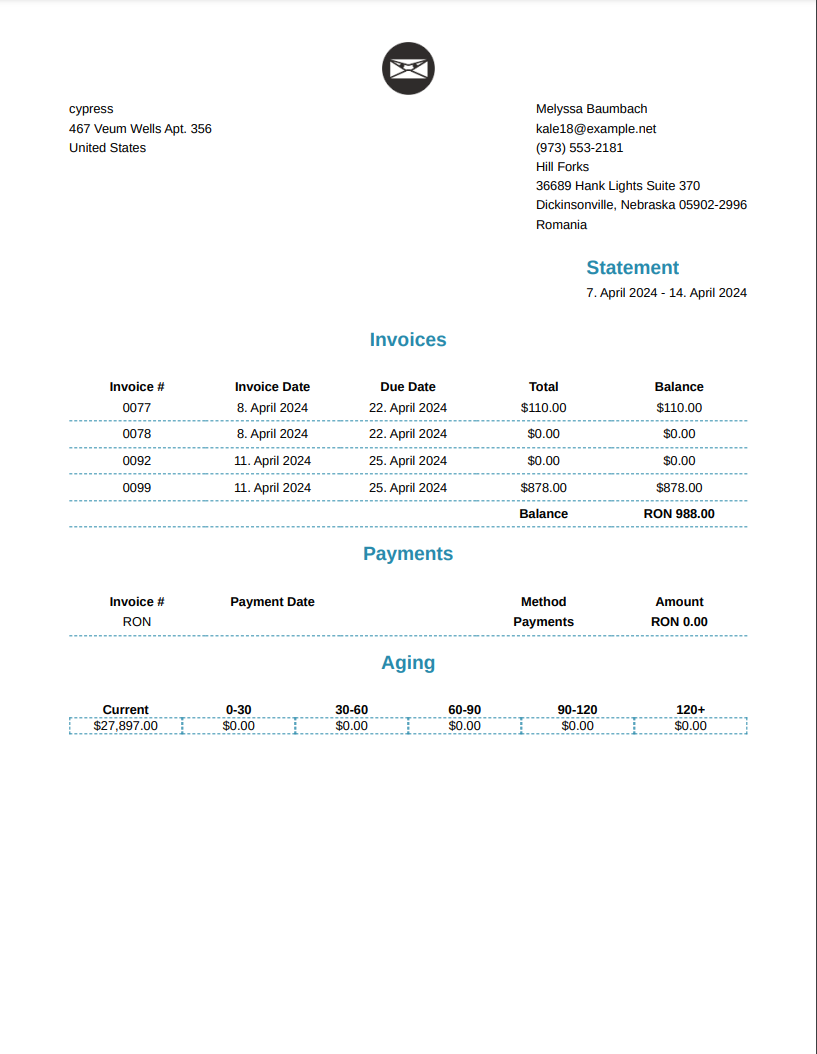 cypress
467 Veum Wells Apt. 356
United States
Melyssa Baumbach
kale18@example.net
(973) 553-2181
Hill Forks
36689 Hank Lights Suite 370
Dickinsonville, Nebraska 05902-2996
Romania
Statement
7. April 2024 - 14. April 2024
Invoices
Invoice # Invoice Date Due Date Total Balance
0077 8. April 2024 22. April 2024 $110.00 $110.00
0078 8. April 2024 22. April 2024 $0.00 $0.00
0092 11. April 2024 25. April 2024 $0.00 $0.00
0099 11. April 2024 25. April 2024 $878.00 $878.00
Balance RON 988.00
Payments
Invoice # Payment Date Method Amount
RON Payments RON 0.00
Aging
Current 0-30 30-60 60-90 90-120 120+
$27,897.00 $0.00 $0.00 $0.00 $0.00 $0.00